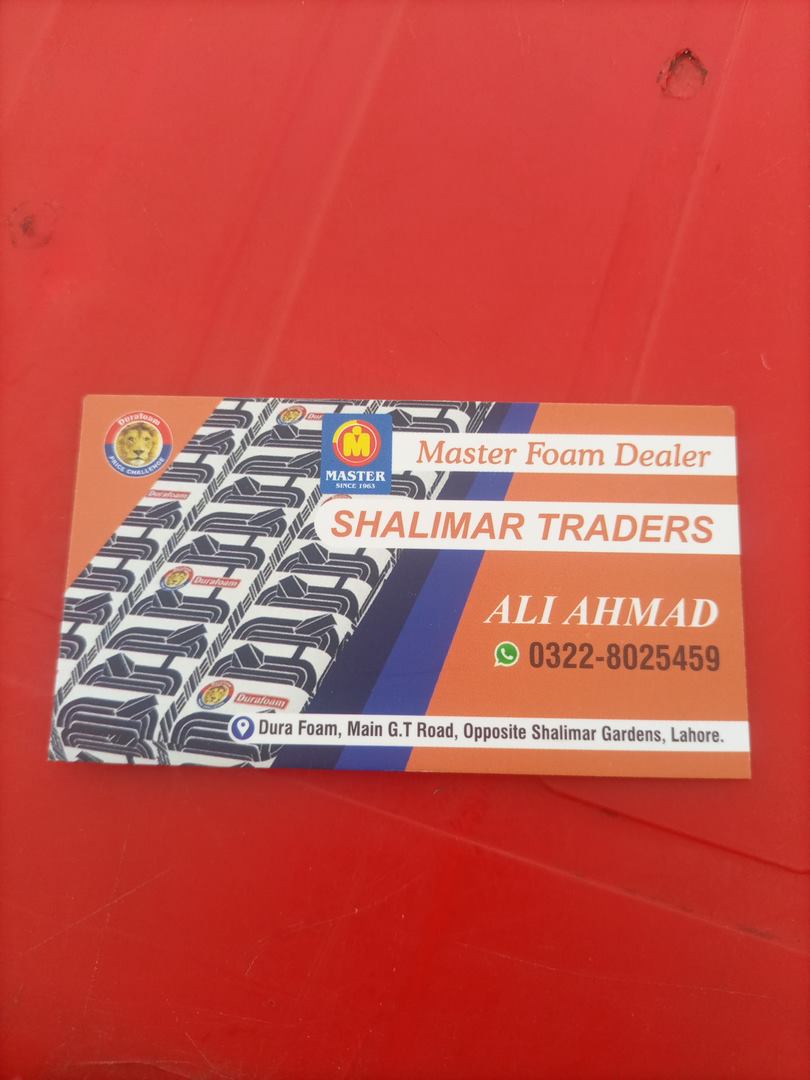 Durafoam
PRICE CHALLENGE
MASTER
SINCE 1963
Master Foam Dealer
SHALIMAR TRADERS
Durafoam
Durafoam
ALI AHMAD
0322-8025459
Durafoam
Dura Foam, Main G.T Road, Opposite Shalimar Gardens, Lahore.